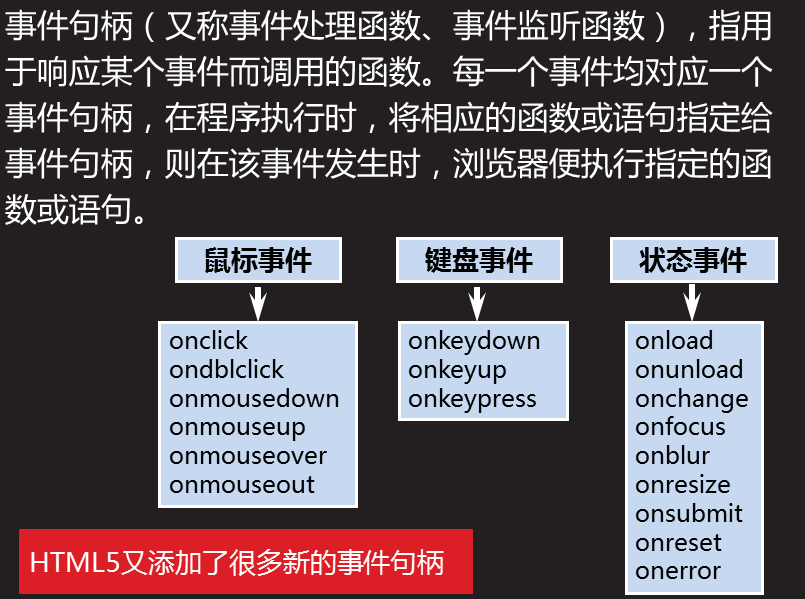 事件句柄（又称事件处理函数、事件监听函数），指用
于响应某个事件而调用的函数。每一个事件均对应一个
事件句柄，在程序执行时，将相应的函数或语句指定给
事件句柄，则在该事件发生时，浏览器便执行指定的函
数或语句。
鼠标事件
onclick
ondblclick
onmousedown
onmouseup
onmouseover
onmouseout
键盘事件
onkeydown
onkeyup
onkeypress
状态事件
onload
onunload
onchange
onfocus
onblur
onresize
onsubmit
onreset
onerror
HTML5又添加了很多新的事件句柄